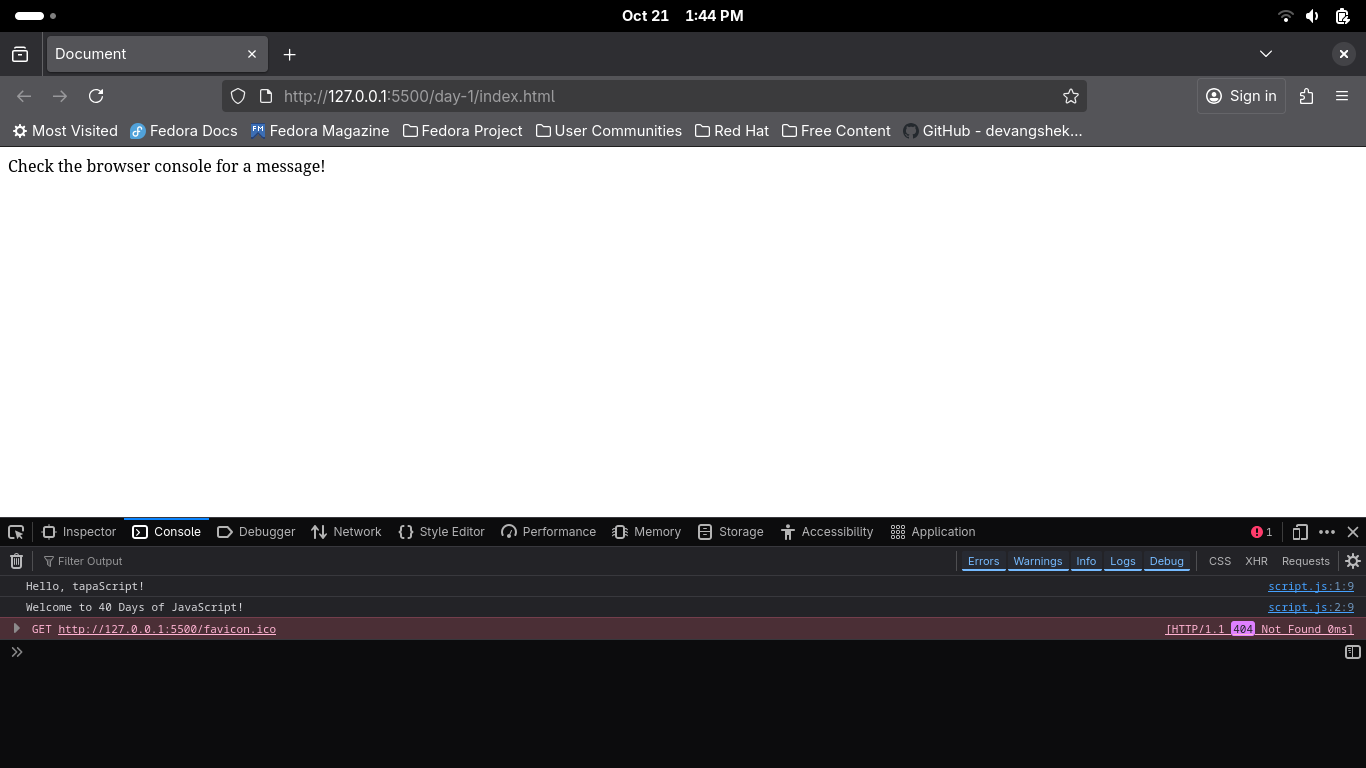 Oct 21 1:44 PM
Document
http://127.0.0.1:5500/day-1/index.html
Sign in
Most Visited Fedora Docs FM Fedora Magazine Fedora Project User Communities Red Hat Free Content GitHub - devangshek...
Check the browser console for a message!
Inspector Console Debugger Network Style Editor Performance Memory Storage Accessibility Application 1
Filter Output Errors Warnings Info Logs Debug CSS XHR Requests
Hello, tapaScript! script.js:1:9
Welcome to 40 Days of JavaScript! script.js:2:9
GET http://127.0.0.1:5500/favicon.ico [HTTP/1.1 404 Not Found 0ms]